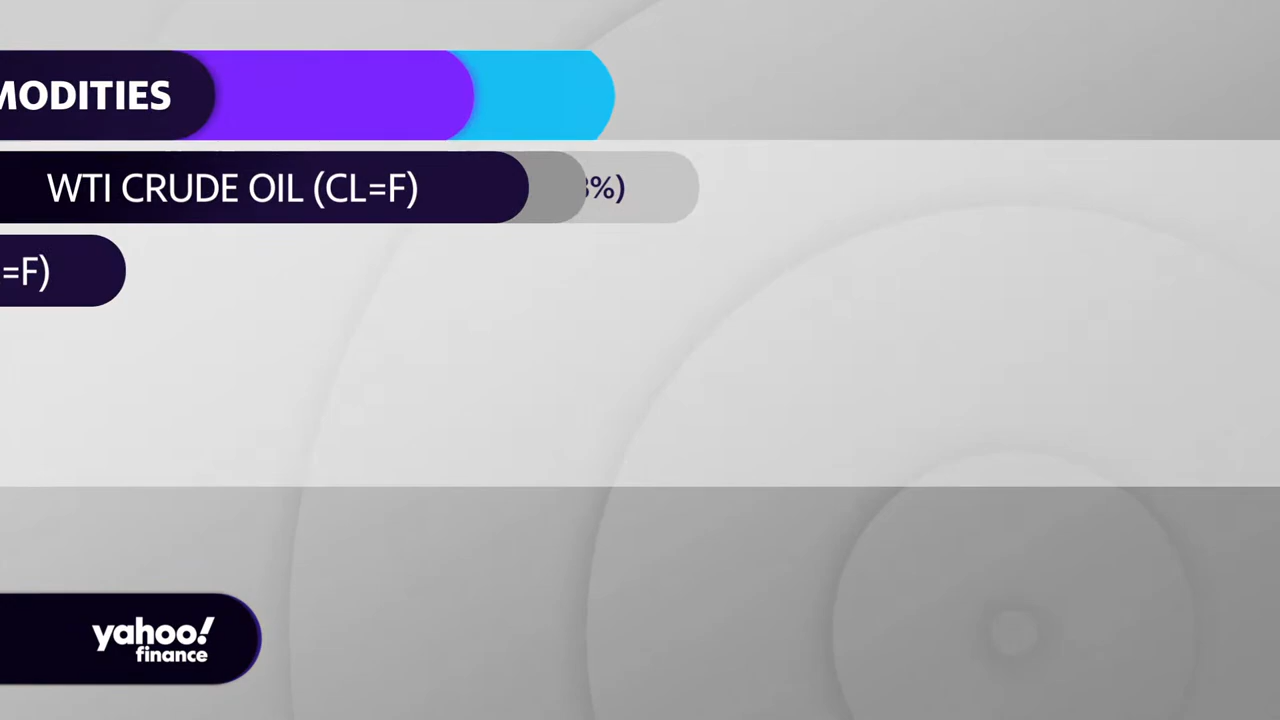 MODITIES
WTI CRUDE OIL (CL=F)
%)
=F)
yahoo!
finance